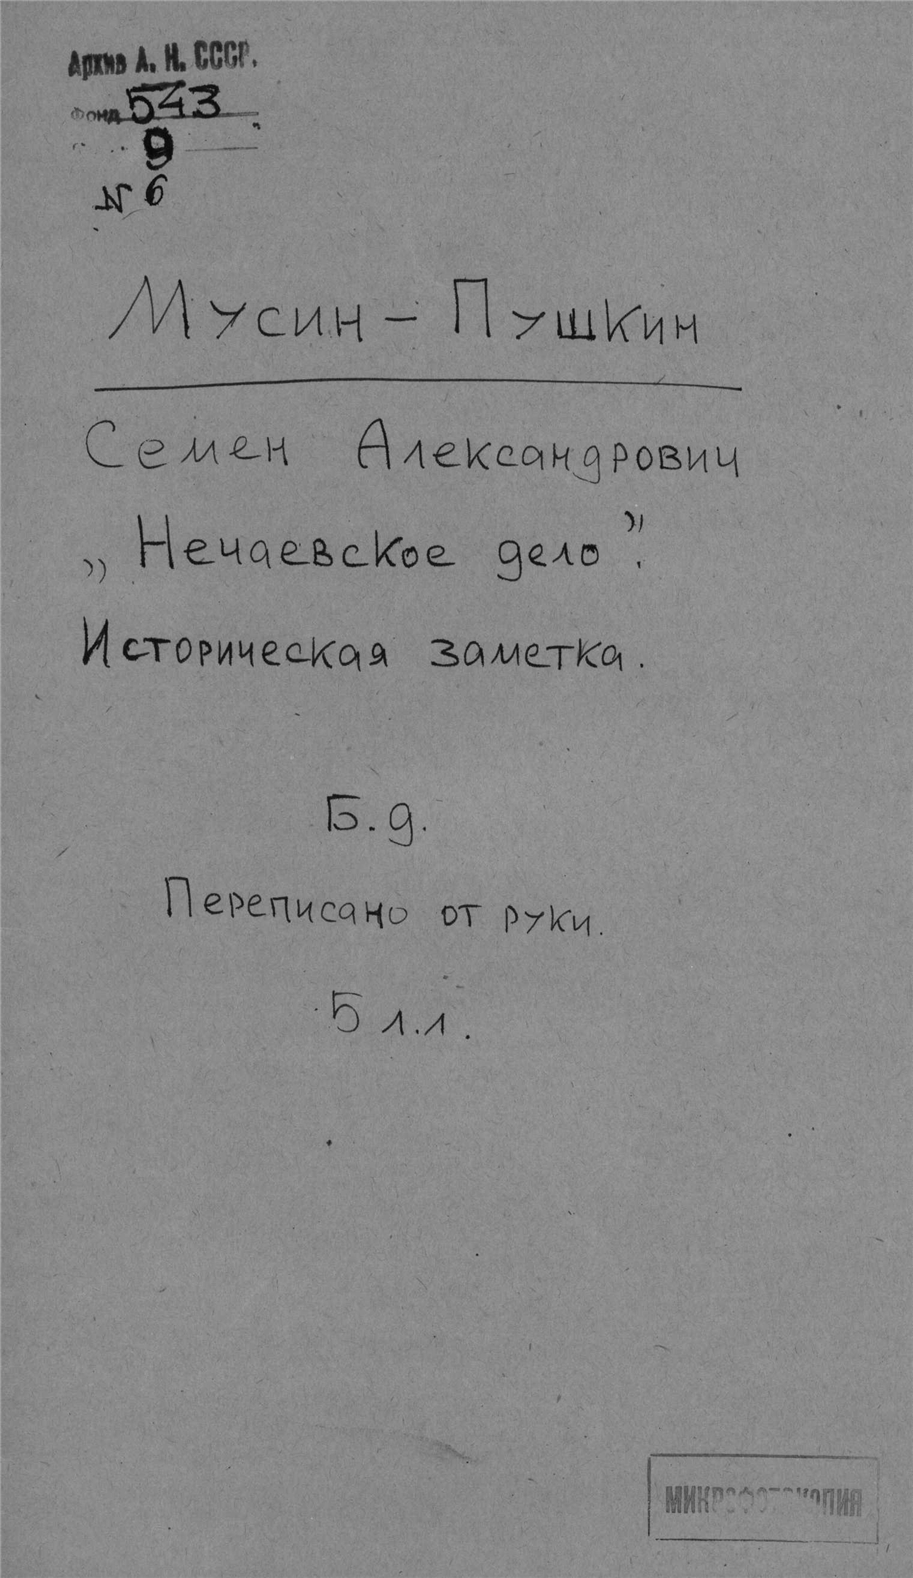 Архив А. Н. СССР.
Фонд 543
9
№ 6
Мусин-Пушкин
Семен Александрович
„Нечаевское дело".
Историческая заметка.
Б.д.
Переписано от руки.
5 л.л.
МИКРОФОТОКОПИЯ